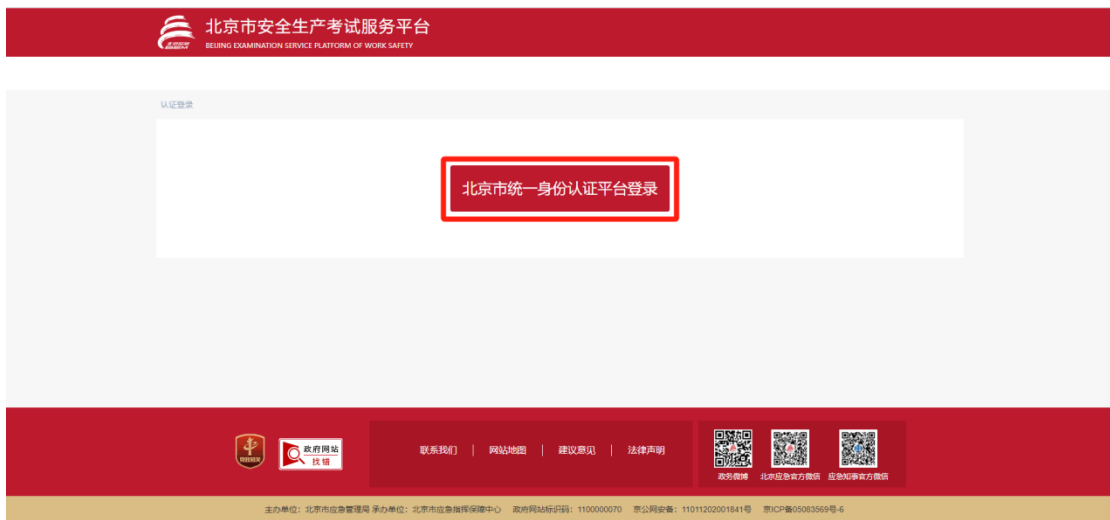 北京市安全生产考试服务平台
BEIJING EXAMINATION SERVICE PLATFORM OF WORK SAFETY
认证登录
北京市统一身份认证平台登录
政府网站
找错
联系我们 | 网站地图 | 建议意见 | 法律声明
政务微博 北京应急官方微信 应急知事官方微信
主办单位：北京市应急管理局 承办单位：北京市应急指挥保障中心 政府网站标识码：1100000070 京公网安备：11011202001841号 京ICP备05083569号-6